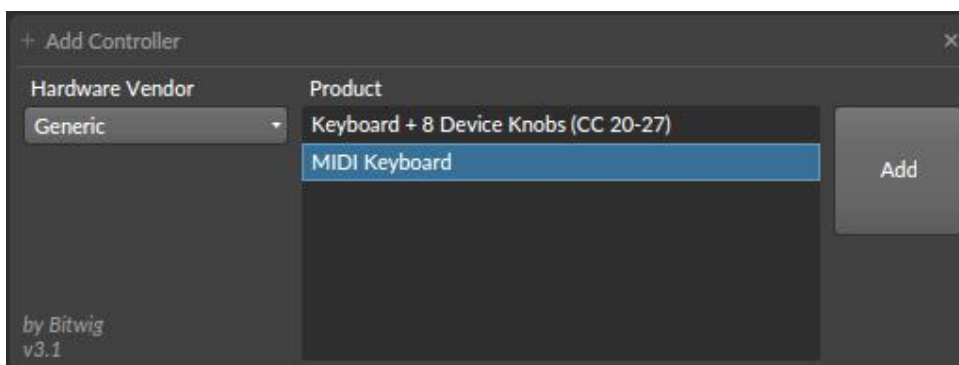 + Add Controller
Hardware Vendor
Product
Generic
Keyboard + 8 Device Knobs (CC 20-27)
MIDI Keyboard
Add
by Bitwig
v3.1